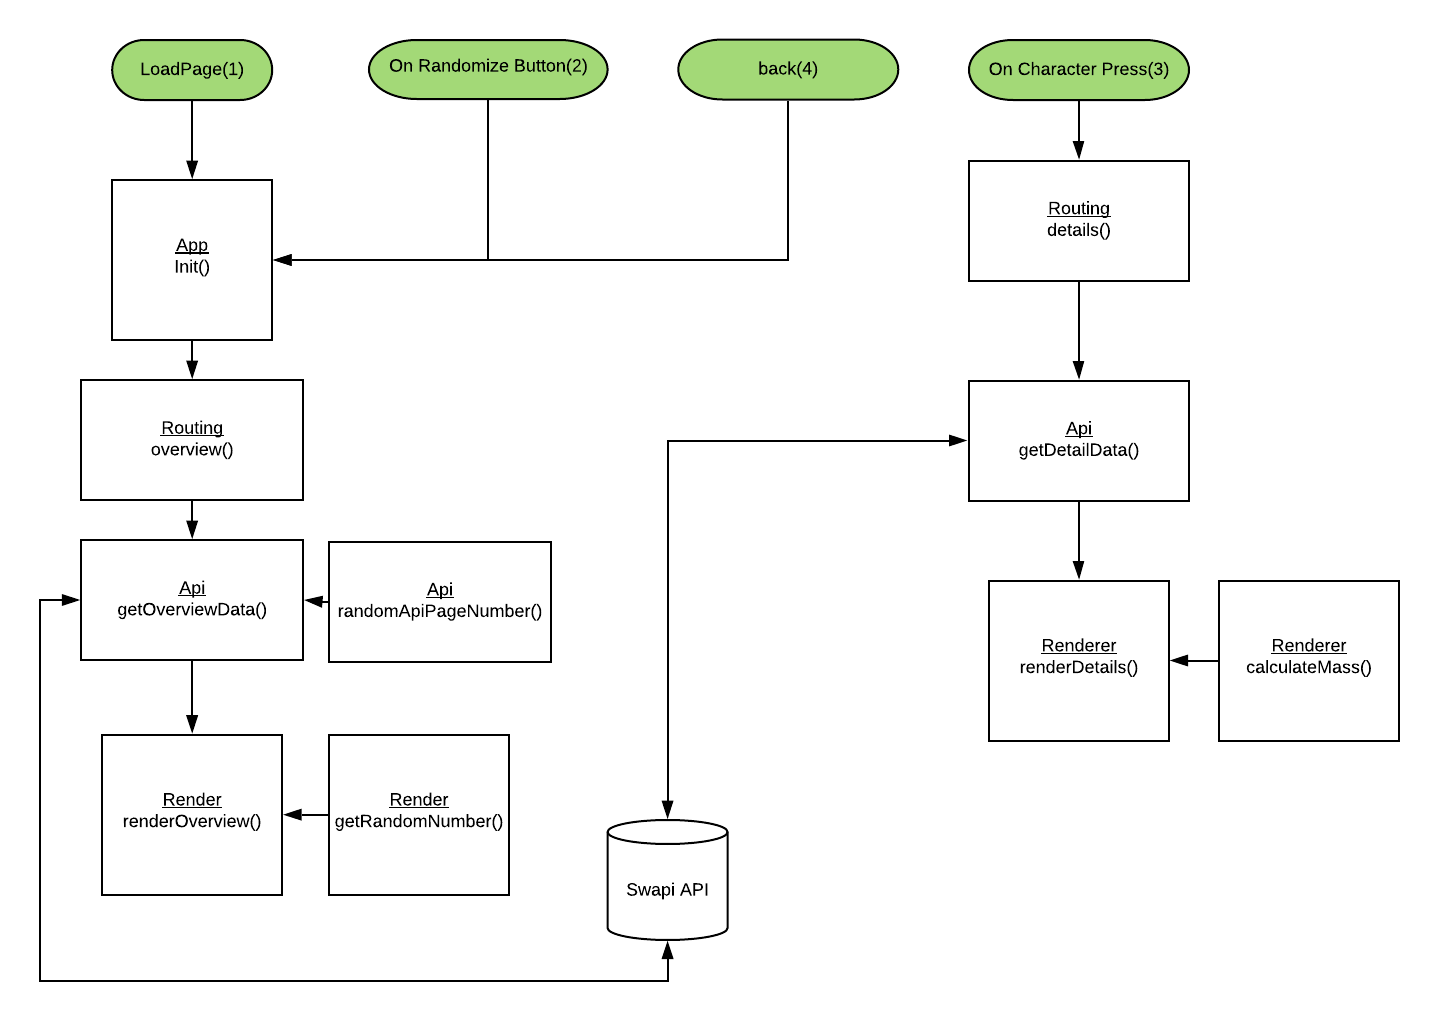 LoadPage(1)
On Randomize Button(2)
back(4)
On Character Press(3)
App
Init()
Routing
details()
Routing
overview()
Api
getDetailData()
Api
getOverviewData()
Api
randomApiPageNumber()
Renderer
renderDetails()
Renderer
calculateMass()
Render
renderOverview()
Render
getRandomNumber()
Swapi API